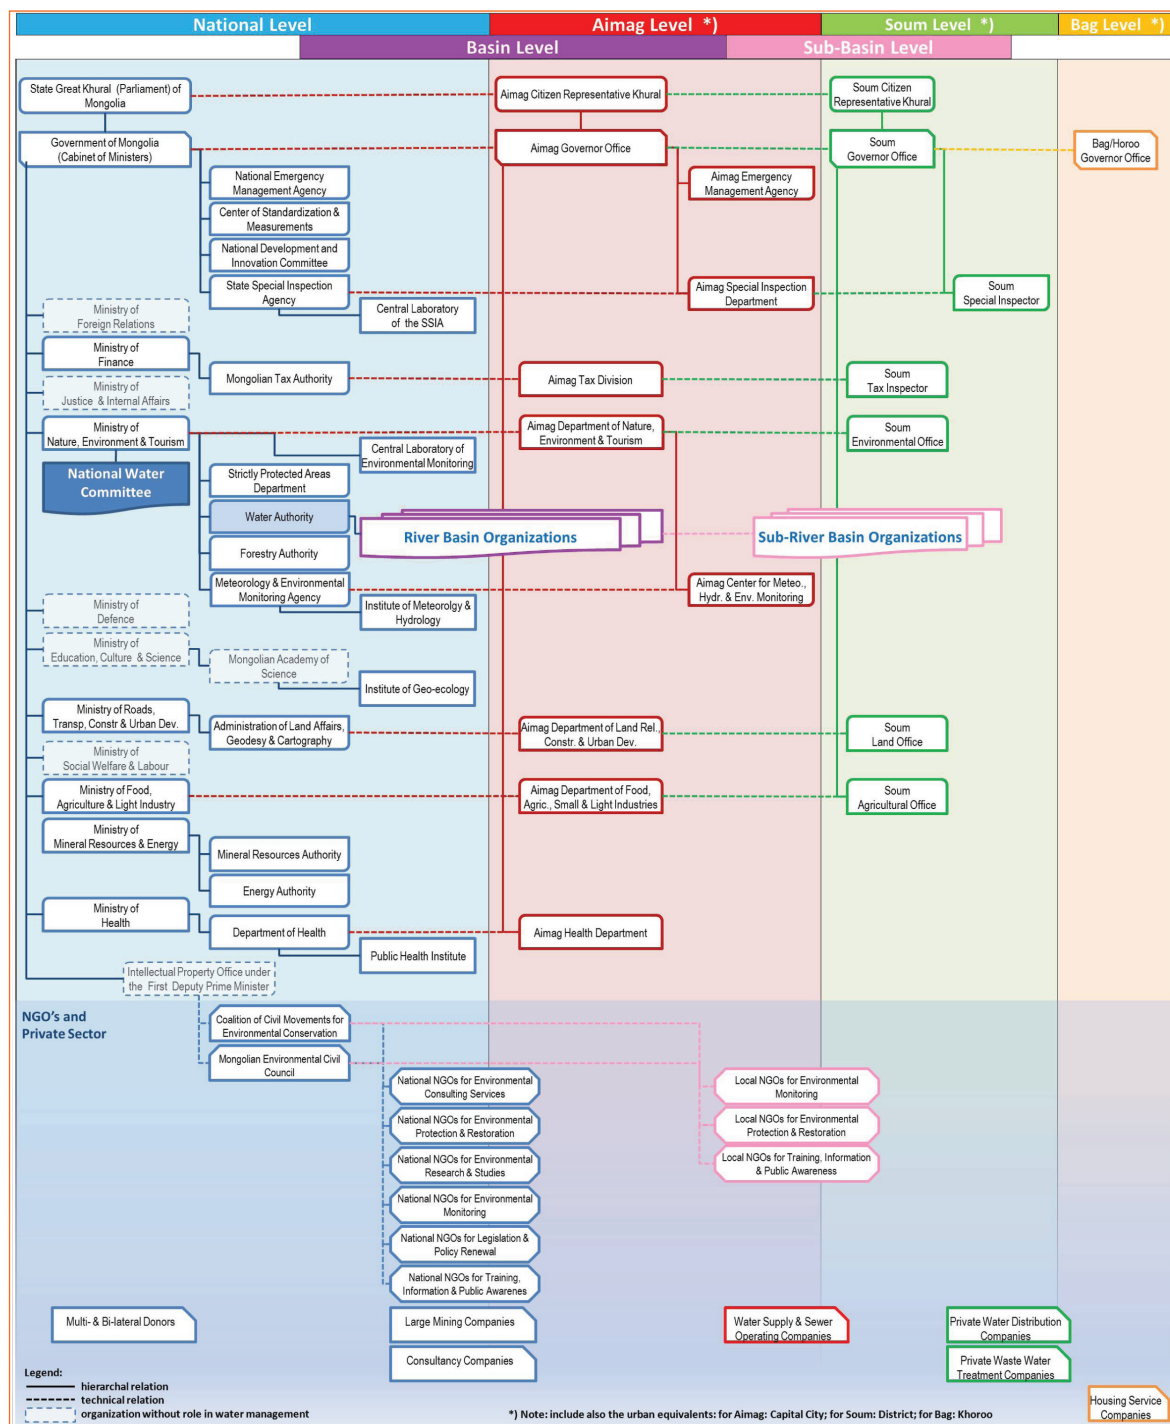 National Level
Aimag Level *)
Soum Level *)
Bag Level *)
Basin Level
Sub-Basin Level
State Great Khural (Parliament) of
Mongolia
Aimag Citizen Representative Khural
Soum Citizen
Representative Khural
Government of Mongolia
(Cabinet of Ministers)
Aimag Governor Office
Soum
Governor Office
Bag/Horoo
Governor Office
National Emergency
Management Agency
Aimag Emergency
Management Agency
Center of Standardization &
Measurements
National Development and
Innovation Committee
State Special Inspection
Agency
Aimag Special Inspection
Department
Soum
Special Inspector
Ministry of
Foreign Relations
Central Laboratory
of the SSIA
Ministry of
Finance
Mongolian Tax Authority
Aimag Tax Division
Soum
Tax Inspector
Ministry of
Justice & Internal Affairs
Ministry of
Nature, Environment & Tourism
Aimag Department of Nature,
Environment & Tourism
Soum
Environmental Office
Central Laboratory of
Environmental Monitoring
National Water
Committee
Strictly Protected Areas
Department
Water Authority
River Basin Organizations
Sub-River Basin Organizations
Forestry Authority
Meteorology & Environmental
Monitoring Agency
Aimag Center for Meteo.,
Hydr. & Env. Monitoring
Ministry of
Defence
Institute of Meteorolgy &
Hydrology
Ministry of
Education, Culture & Science
Mongolian Academy of
Science
Institute of Geo-ecology
Ministry of Roads,
Transp, Constr & Urban Dev.
Administration of Land Affairs,
Geodesy & Cartography
Aimag Department of Land Rel.,
Constr. & Urban Dev.
Soum
Land Office
Ministry of
Social Welfare & Labour
Ministry of Food,
Agriculture & Light Industry
Aimag Department of Food,
Agric., Small & Light Industries
Soum
Agricultural Office
Ministry of
Mineral Resources & Energy
Mineral Resources Authority
Energy Authority
Ministry of
Health
Department of Health
Aimag Health Department
Public Health Institute
Intellectual Property Office under
the First Deputy Prime Minister
NGO's and
Private Sector
Coalition of Civil Movements for
Environmental Conservation
Mongolian Environmental Civil
Council
National NGOs for Environmental
Consulting Services
Local NGOs for Environmental
Monitoring
National NGOs for Environmental
Protection & Restoration
Local NGOs for Environmental
Protection & Restoration
National NGOs for Environmental
Research & Studies
Local NGOs for Training, Information
& Public Awareness
National NGOs for Environmental
Monitoring
National NGOs for Legislation &
Policy Renewal
National NGOs for Training,
Information & Public Awarenes
Multi- & Bi-lateral Donors
Large Mining Companies
Water Supply & Sewer
Operating Companies
Private Water Distribution
Companies
Consultancy Companies
Private Waste Water
Treatment Companies
Legend:
hierarchal relation
technical relation
organization without role in water management
Housing Service
Companies
*) Note: include also the urban equivalents: for Aimag: Capital City; for Soum: District; for Bag: Khoroo